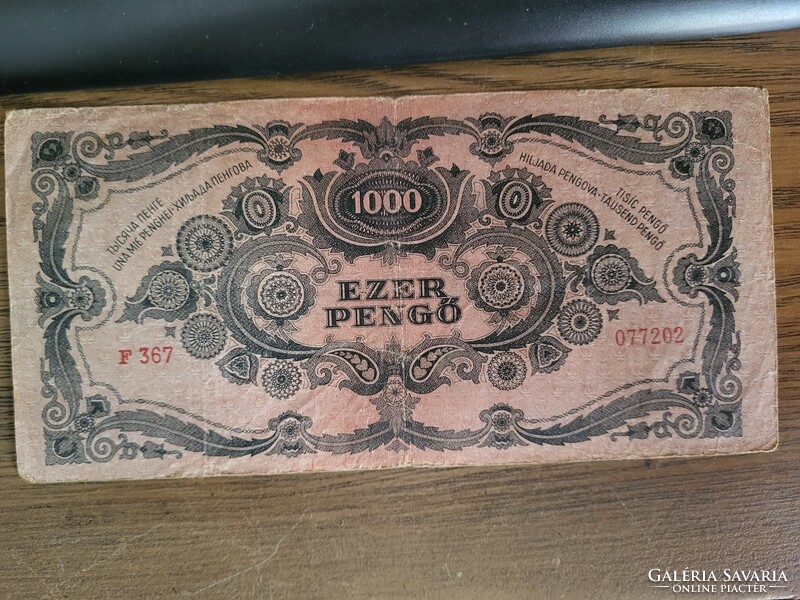 ТЫСЯЦА ПЕНГЕ
UNA MIE PENGHEI-ХИЉАДА ПЕНГОВА
1000
HILJADA PENGOVA-TAUSEND PENGŐ
TISÍC PENGŐ
EZER
PENGŐ
F 367
077202
GALÉRIA SAVARIA
ONLINE PIACTÉR